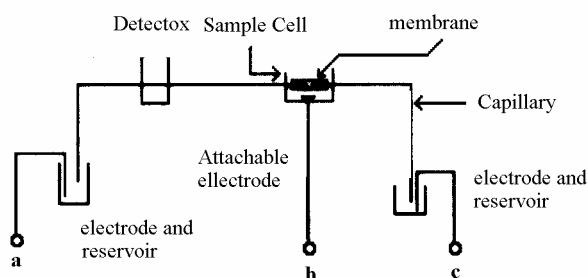 Detectox
Sample Cell
membrane
Capillary
Attachable
ellectrode
electrode and
reservoir
electrode and
reservoir
a
b
c